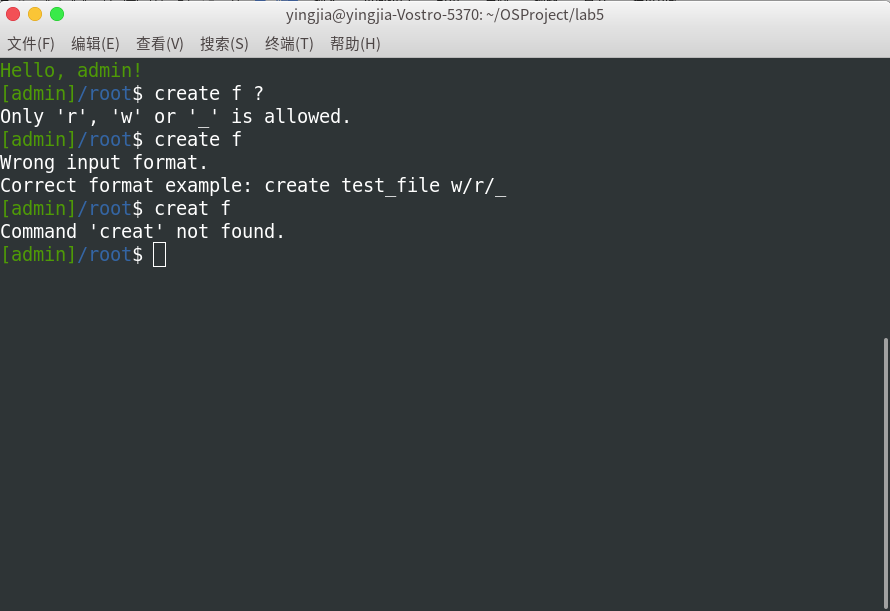 yingjia@yingjia-Vostro-5370: ~/OSProject/lab5
文件(F) 编辑(E) 查看(V) 搜索(S) 终端(T) 帮助(H)
Hello, admin!
[admin]/root$ create f ?
Only 'r', 'w' or '_' is allowed.
[admin]/root$ create f
Wrong input format.
Correct format example: create test_file w/r/_
[admin]/root$ creat f
Command 'creat' not found.
[admin]/root$